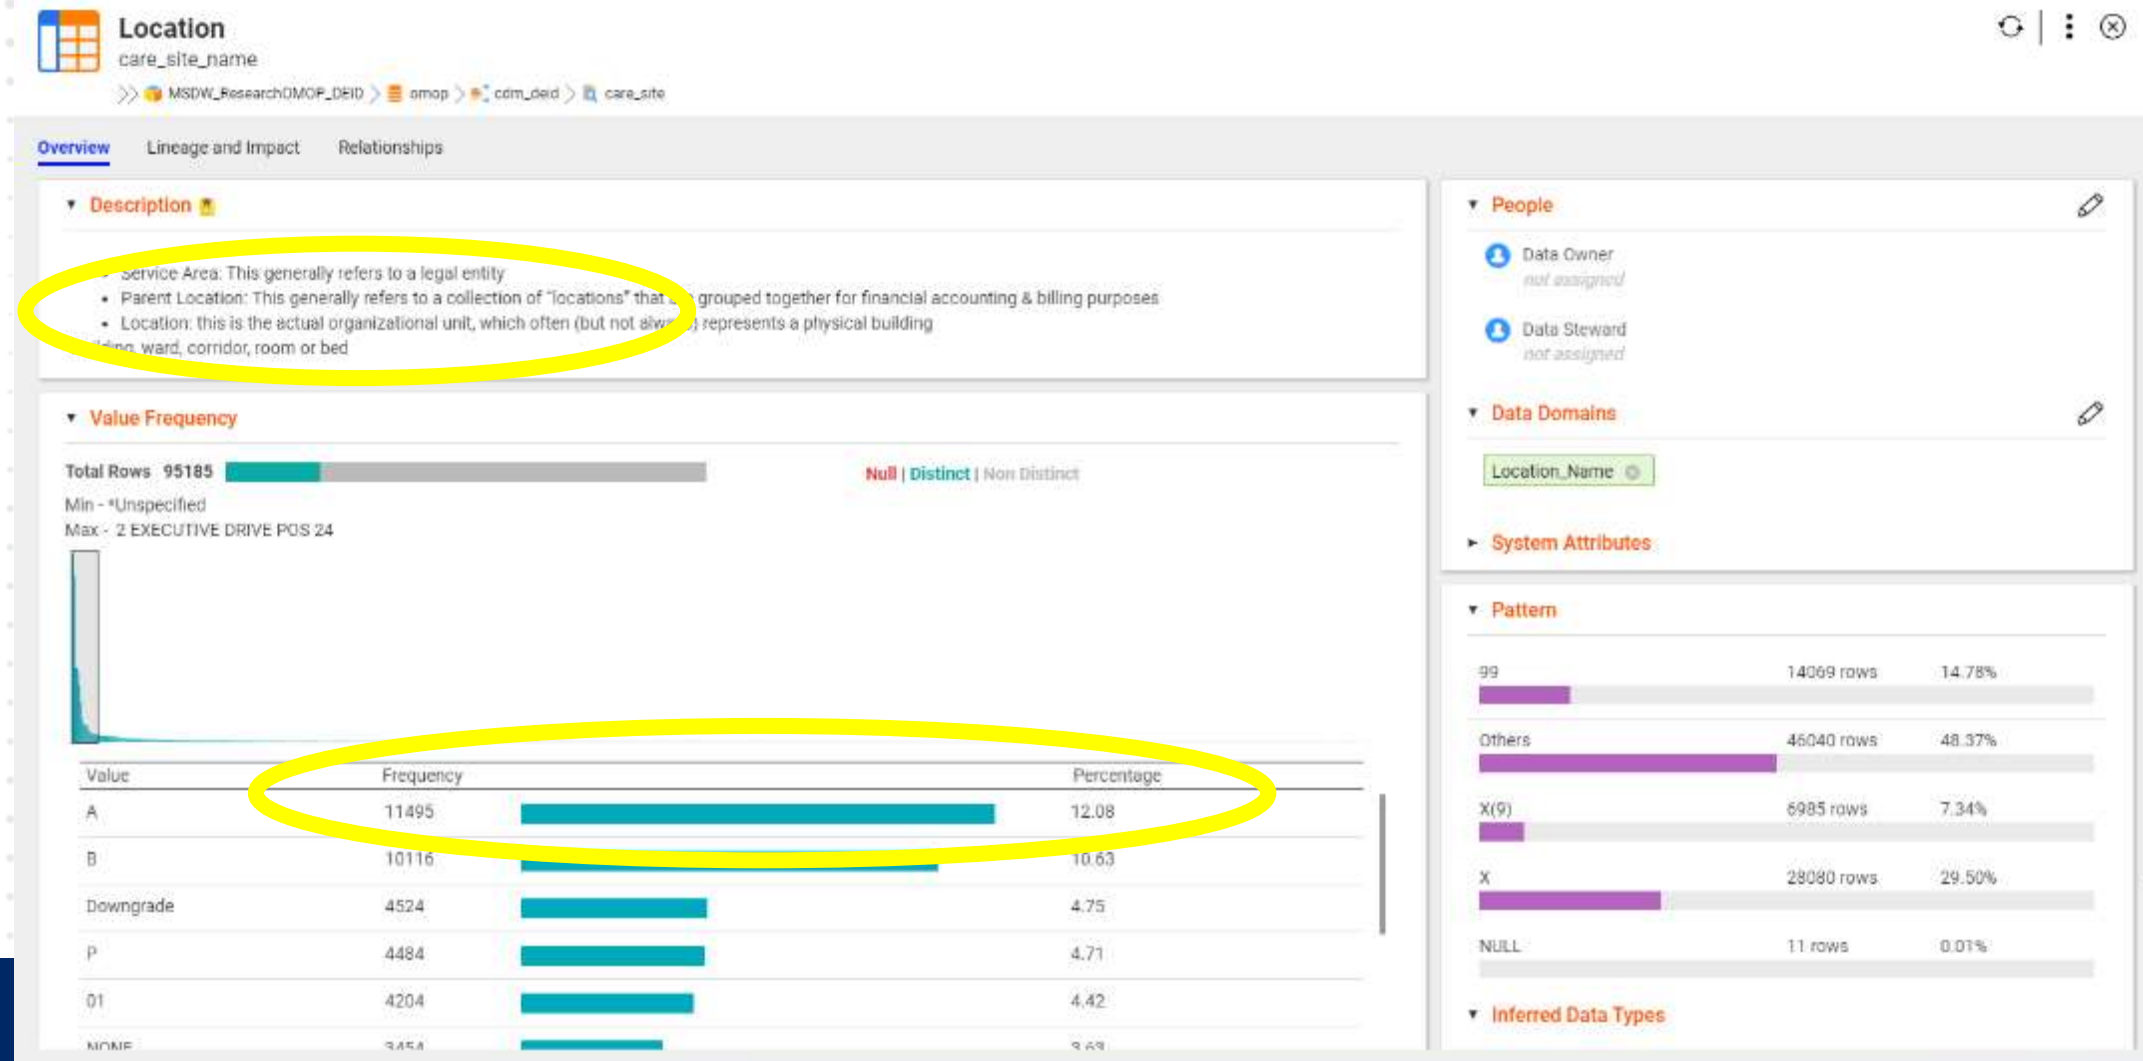 Location
care_site_name
MSDW_ResearchOMOP_DEID omop cdm_deid care_site
Overview Lineage and Impact Relationships
Description
Service Area: This generally refers to a legal entity
Parent Location: This generally refers to a collection of "locations" that grouped together for financial accounting & billing purposes
Location: this is the actual organizational unit, which often (but not always) represents a physical building
ward, corridor, room or bed
Value Frequency
Total Rows 95185
Null | Distinct | Non Distinct
Min - *Unspecified
Max - 2 EXECUTIVE DRIVE POS 24
Value Frequency Percentage
A 11495 12.08
B 10116 10.63
Downgrade 4524 4.75
P 4484 4.71
01 4204 4.42
NONE 3454 3.63
People
Data Owner
not assigned
Data Steward
not assigned
Data Domains
Location_Name
System Attributes
Pattern
99 14069 rows 14.78%
Others 46040 rows 48.37%
X(9) 6985 rows 7.34%
X 28080 rows 29.50%
NULL 11 rows 0.01%
Inferred Data Types